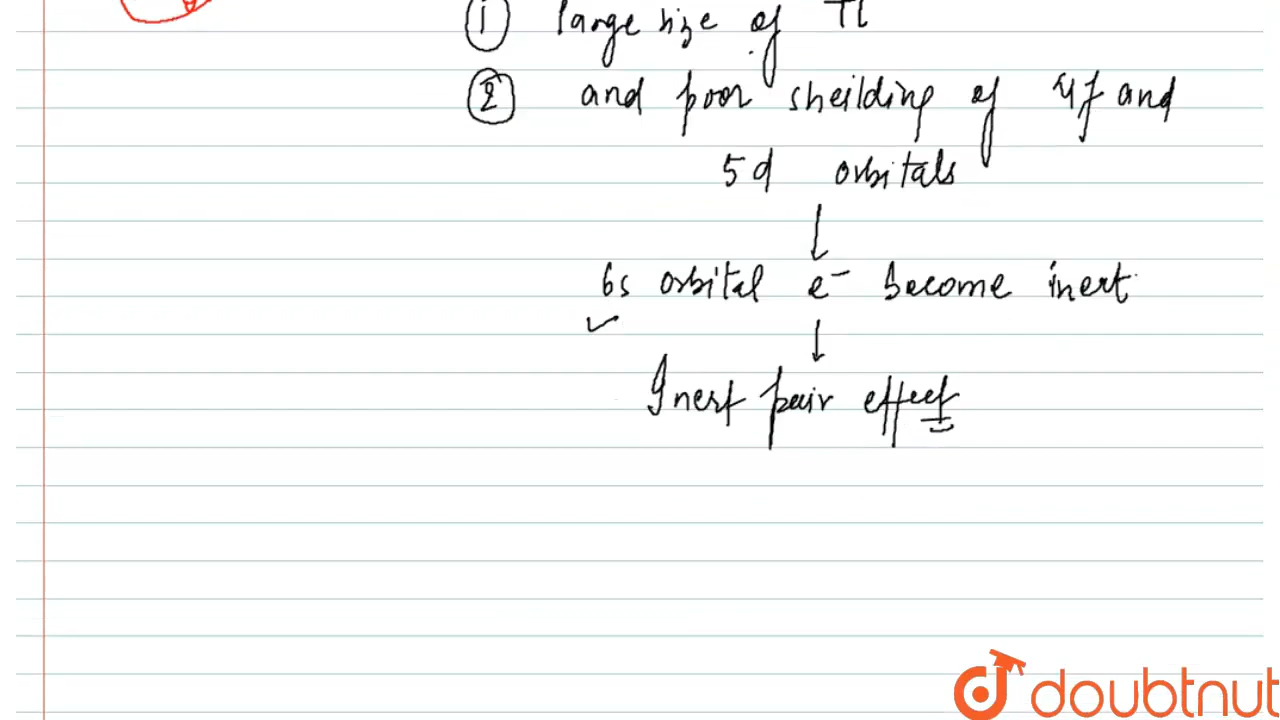 ① large size of Tl
② and poor sheilding of 4f and
5d orbitals
↓
6s orbital e⁻ become inert
✓
↓
Inert pair effect
doubtnut